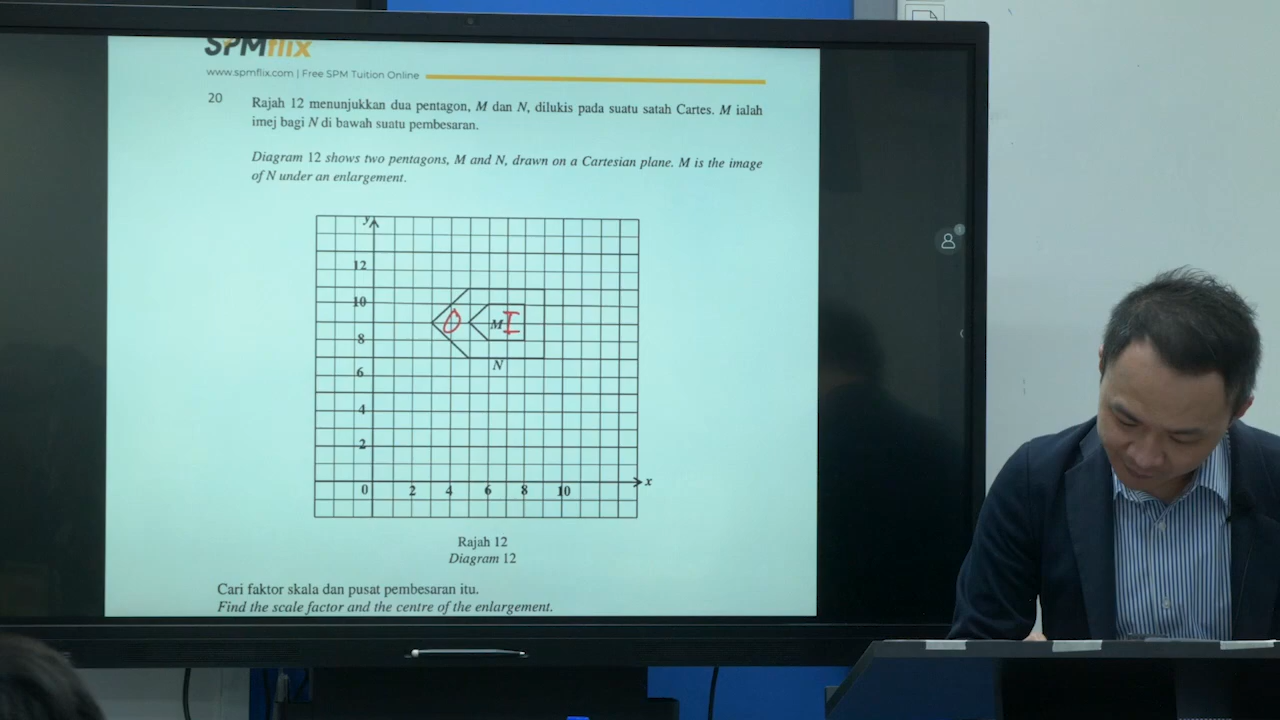 SPMflix
www.spmflix.com | Free SPM Tuition Online
20
Rajah 12 menunjukkan dua pentagon, M dan N, dilukis pada suatu satah Cartes. M ialah
imej bagi N di bawah suatu pembesaran.
Diagram 12 shows two pentagons, M and N, drawn on a Cartesian plane. M is the image
of N under an enlargement.
y
12
10
O
M I
8
N
6
4
2
0 2 4 6 8 10 x
Rajah 12
Diagram 12
Cari faktor skala dan pusat pembesaran itu.
Find the scale factor and the centre of the enlargement.